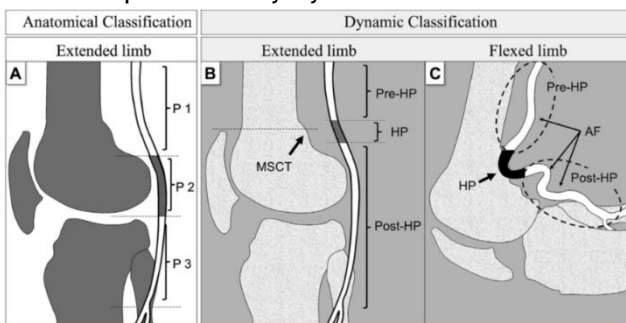 Anatomical Classification
Dynamic Classification
Extended limb
Extended limb
Flexed limb
A
P 1
P 2
P 3
B
Pre-HP
HP
MSCT
Post-HP
C
Pre-HP
AF
Post-HP
HP